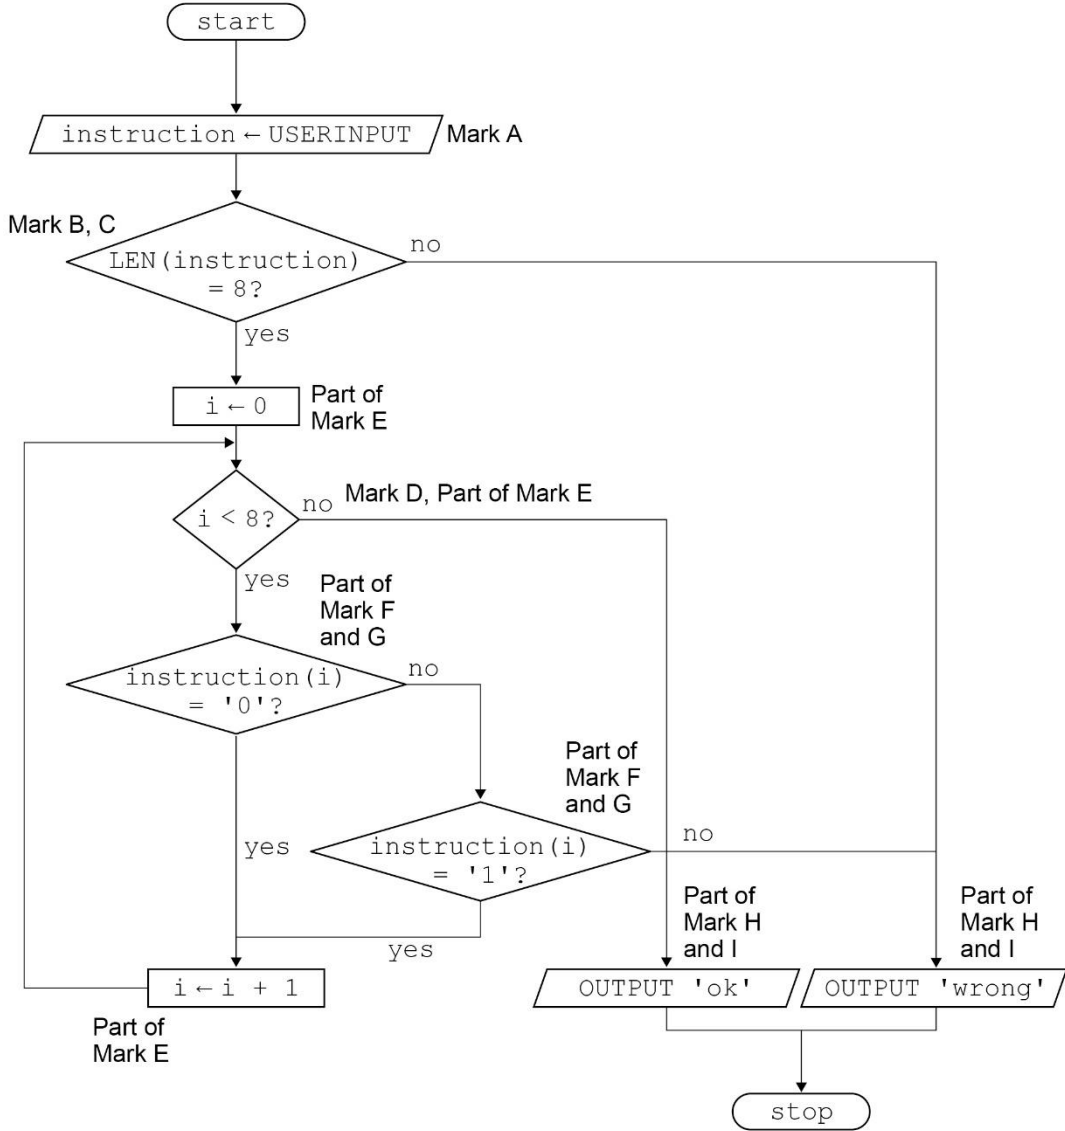 start
instruction ← USERINPUT
Mark A
Mark B, C
LEN(instruction)
= 8?
no
yes
i ← 0
Part of
Mark E
i < 8?
no
Mark D, Part of Mark E
yes
Part of
Mark F
and G
instruction(i)
= '0'?
no
yes
Part of
Mark F
and G
instruction(i)
= '1'?
no
yes
i ← i + 1
Part of
Mark E
Part of
Mark H
and I
OUTPUT 'ok'
Part of
Mark H
and I
OUTPUT 'wrong'
stop